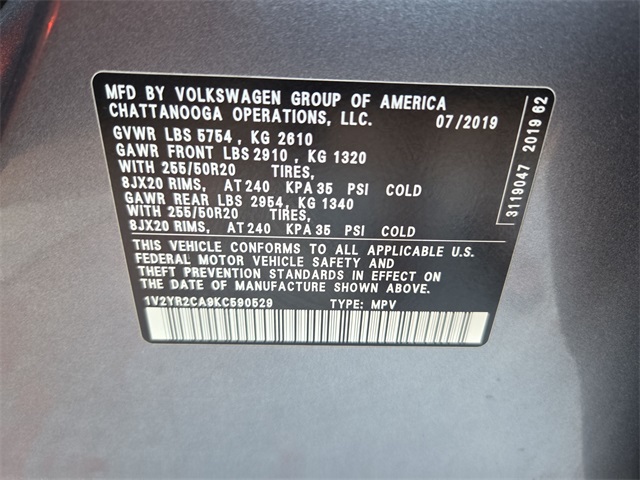 MFD BY VOLKSWAGEN GROUP OF AMERICA
CHATTANOOGA OPERATIONS, LLC. 07/2019
GVWR LBS 5754 , KG 2610
GAWR FRONT LBS 2910 , KG 1320
WITH 255/50R20 TIRES,
8JX20 RIMS, AT 240 KPA 35 PSI COLD
GAWR REAR LBS 2954, KG 1340
WITH 255/50R20 TIRES,
8JX20 RIMS, AT 240 KPA 35 PSI COLD
THIS VEHICLE CONFORMS TO ALL APPLICABLE U.S.
FEDERAL MOTOR VEHICLE SAFETY AND
THEFT PREVENTION STANDARDS IN EFFECT ON
THE DATE OF MANUFACTURE SHOWN ABOVE.
1V2YR2CA9KC590529 TYPE: MPV
3119047 2019 62